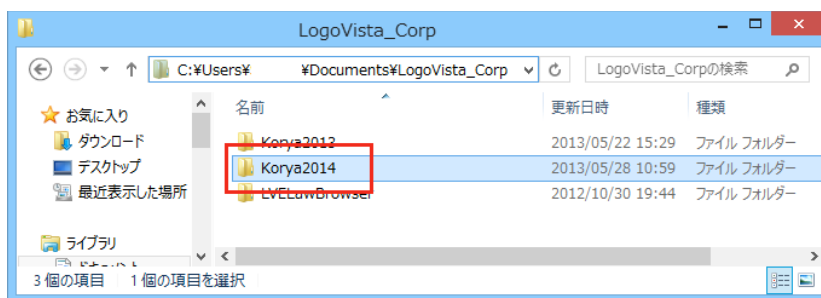 LogoVista_Corp
C:¥Users¥ ¥Documents¥LogoVista_Corp
LogoVista_Corpの検索
名前 更新日時 種類
お気に入り
ダウンロード
デスクトップ
最近表示した場所
ライブラリ
Korya2013 2013/05/22 15:29 ファイル フォルダー
Korya2014 2013/05/28 10:59 ファイル フォルダー
LVELawBrowser 2012/10/30 19:44 ファイル フォルダー
3 個の項目 1 個の項目を選択